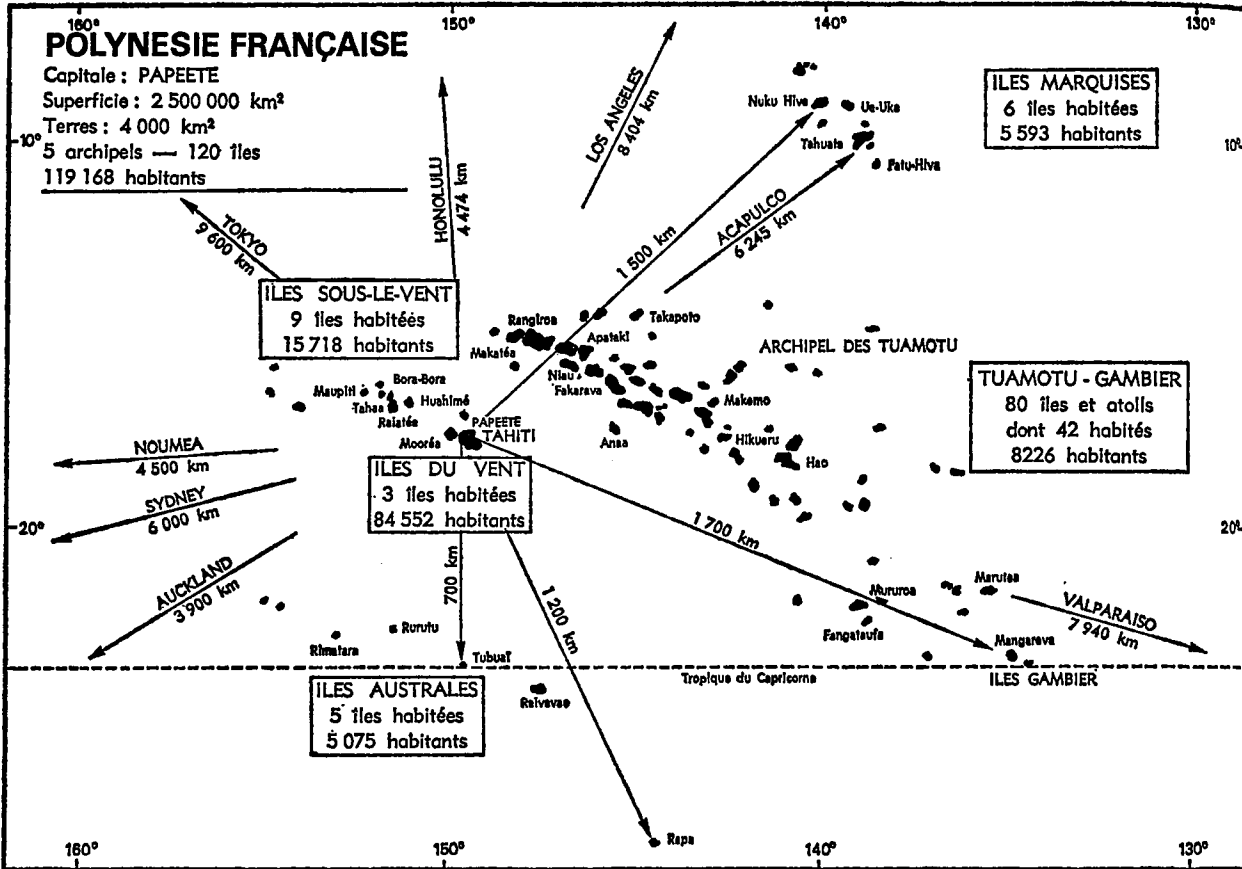 160°
150°
140°
130°
POLYNESIE FRANÇAISE
Capitale : PAPEETE
Superficie : 2 500 000 km²
Terres : 4 000 km²
5 archipels — 120 îles
119 168 habitants
10°
10°
LOS ANGELES
8 404 km
HONOLULU
4 474 km
TOKYO
9 600 km
Nuku Hiva
Ua-Uka
Tahuata
Fatu-Hiva
ILES MARQUISES
6 îles habitées
5 593 habitants
ACAPULCO
6 245 km
1 500 km
ILES SOUS-LE-VENT
9 îles habitéés
15 718 habitants
Rangiroa
Takapoto
Makatéa
Apataki
Niau
Fakarava
ARCHIPEL DES TUAMOTU
TUAMOTU - GAMBIER
80 îles et atolls
dont 42 habités
8226 habitants
Maupiti
Bora-Bora
Tahaa
Huahiné
Raiatéa
PAPEETE
Mooréa
TAHITI
Anaa
Makemo
Hikueru
Hao
NOUMEA
4 500 km
SYDNEY
6 000 km
AUCKLAND
3 900 km
ILES DU VENT
3 îles habitées
84 552 habitants
20°
20°
1 700 km
700 km
1 200 km
Mururoa
Fangataufa
Marutea
VALPARAISO
7 940 km
Mangareva
Rurutu
Rimatara
Tubuaï
Tropique du Capricorne
ILES GAMBIER
ILES AUSTRALES
5 îles habitées
5 075 habitants
Raivavae
Rapa
160°
150°
140°
130°